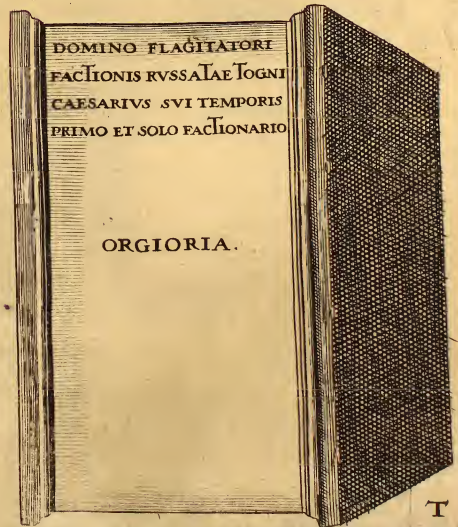 DOMINO FLAGITATORI
FACTIONIS RVSSATAE TOGNI
CAESARIVS SVI TEMPORIS
PRIMO ET SOLO FACTIONARIO
ORGIORIA.
T